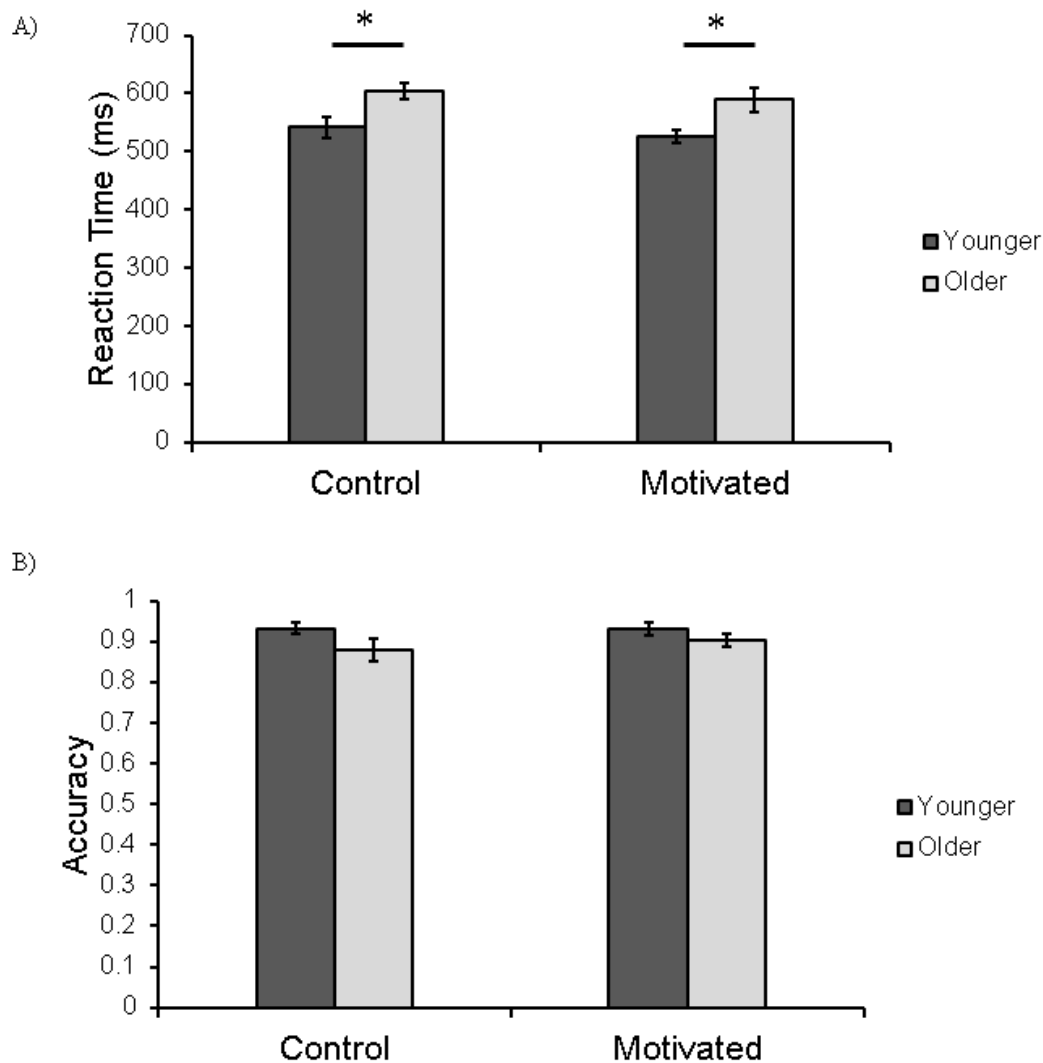 A)
* *
700
600
500
400
300
200
100
0
Reaction Time (ms)
Control Motivated
Younger
Older
B)
1
0.9
0.8
0.7
0.6
0.5
0.4
0.3
0.2
0.1
0
Accuracy
Control Motivated
Younger
Older